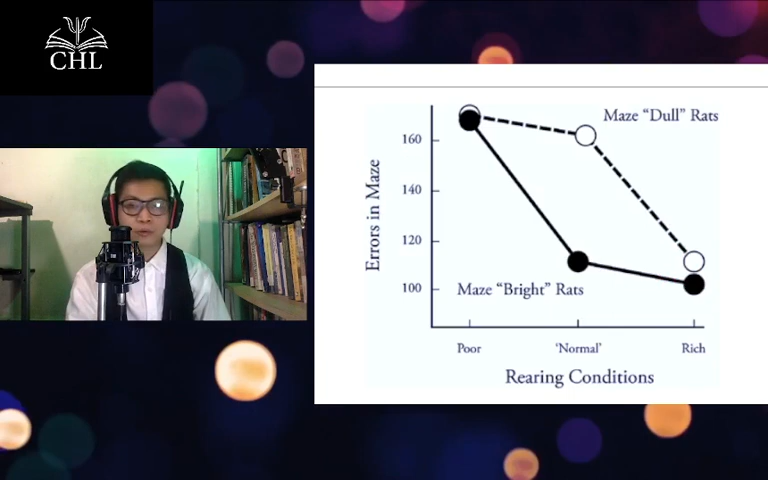 CHL
Maze “Dull” Rats
160
140
120
100
Errors in Maze
Maze “Bright” Rats
Poor
‘Normal’
Rich
Rearing Conditions